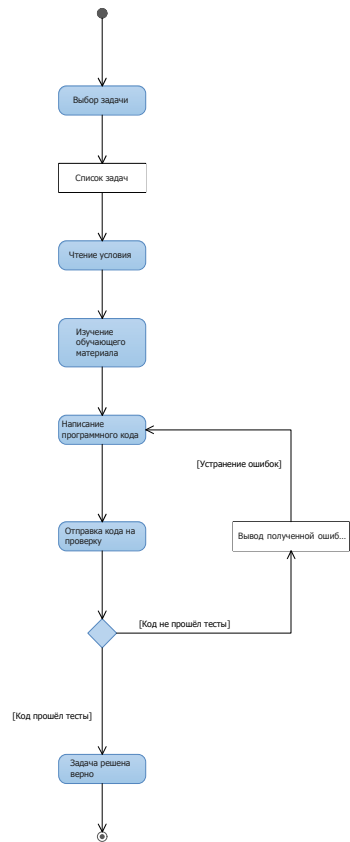 Выбор задачи
Список задач
Чтение условия
Изучение
обучающего
материала
Написание
программного кода
[Устранение ошибок]
Отправка кода на
проверку
Вывод полученной ошиб...
[Код не прошёл тесты]
[Код прошёл тесты]
Задача решена
верно